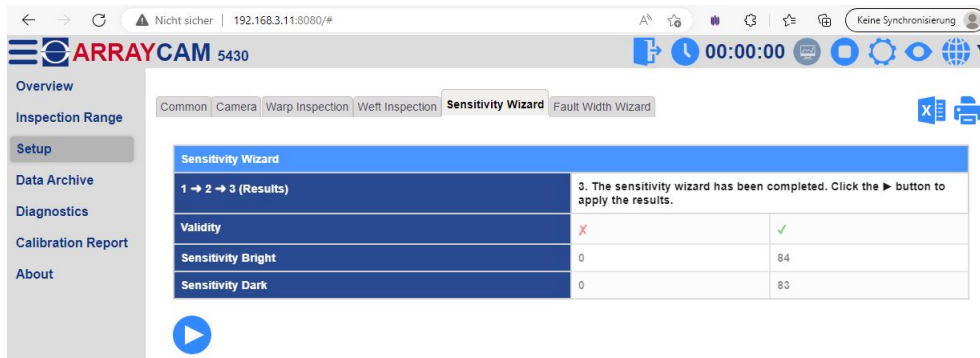 Nicht sicher | 192.168.3.11:8080/#
Keine Synchronisierung
ARRAYCAM 5430
00:00:00
Overview
Inspection Range
Setup
Data Archive
Diagnostics
Calibration Report
About
Common Camera Warp Inspection Weft Inspection Sensitivity Wizard Fault Width Wizard
Sensitivity Wizard
1 → 2 → 3 (Results) 3. The sensitivity wizard has been completed. Click the ► button to
apply the results.
Validity ✗ ✓
Sensitivity Bright 0 84
Sensitivity Dark 0 83